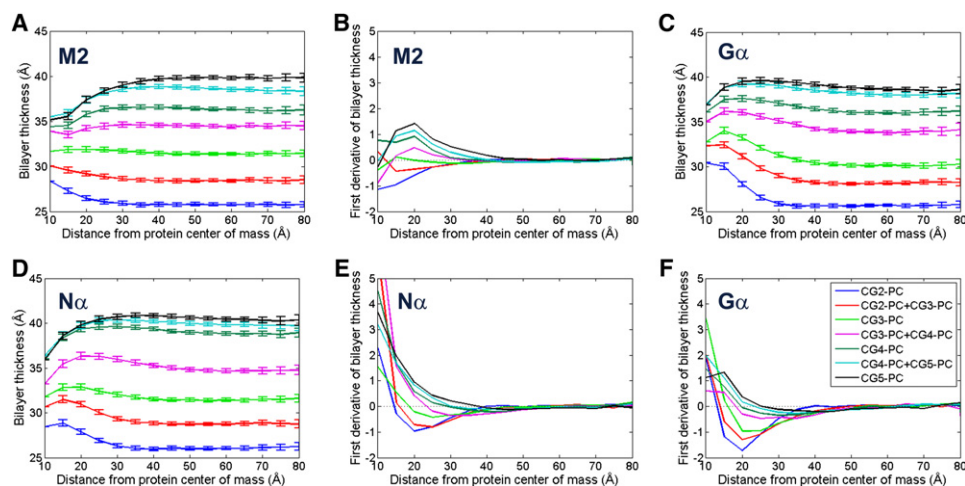 A
M2
Bilayer thickness (Å)
45
40
35
30
25
10 20 30 40 50 60 70 80
Distance from protein center of mass (Å)
B
M2
First derivative of bilayer thickness
5
4
3
2
1
0
-1
-2
10 20 30 40 50 60 70 80
Distance from protein center of mass (Å)
C
Gα
Bilayer thickness (Å)
45
40
35
30
25
10 20 30 40 50 60 70 80
Distance from protein center of mass (Å)
D
Nα
Bilayer thickness (Å)
45
40
35
30
25
10 20 30 40 50 60 70 80
Distance from protein center of mass (Å)
E
Nα
First derivative of bilayer thickness
5
4
3
2
1
0
-1
-2
10 20 30 40 50 60 70 80
Distance from protein center of mass (Å)
F
Gα
First derivative of bilayer thickness
5
4
3
2
1
0
-1
-2
10 20 30 40 50 60 70 80
Distance from protein center of mass (Å)
CG2-PC
CG2-PC+CG3-PC
CG3-PC
CG3-PC+CG4-PC
CG4-PC
CG4-PC+CG5-PC
CG5-PC